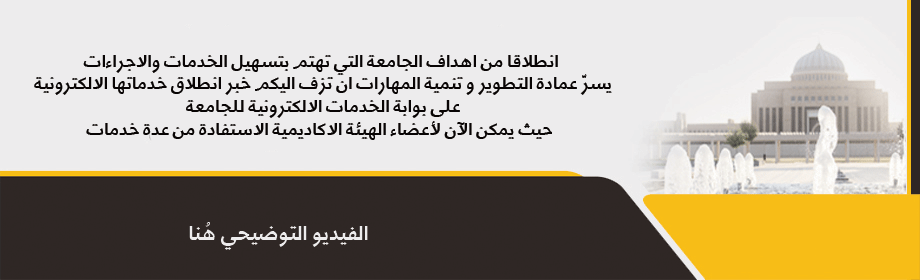 انطلاقا من اهداف الجامعة التي تهتم بتسهيل الخدمات والاجراءات
يسرّ عمادة التطوير و تنمية المهارات ان تزف اليكم خبر انطلاق خدماتها الالكترونية
على بوابة الخدمات الالكترونية للجامعة
حيث يمكن الآن لأعضاء الهيئة الاكاديمية الاستفادة من عدة خدمات
الفيديو التوضيحي هُنا